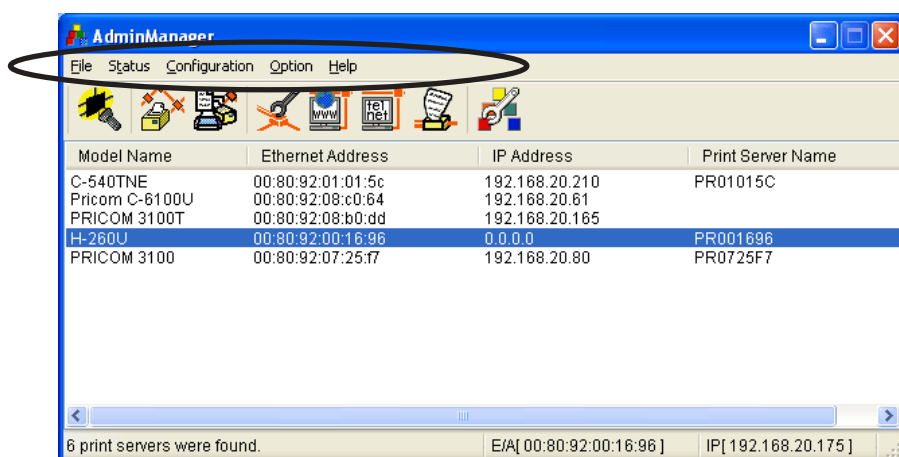 AdminManager
File Status Configuration Option Help
www tel net
Model Name Ethernet Address IP Address Print Server Name
C-540TNE 00:80:92:01:01:5c 192.168.20.210 PR01015C
Pricom C-6100U 00:80:92:08:c0:64 192.168.20.61
PRICOM 3100T 00:80:92:08:b0:dd 192.168.20.165
H-260U 00:80:92:00:16:96 0.0.0.0 PR001696
PRICOM 3100 00:80:92:07:25:f7 192.168.20.80 PR0725F7
6 print servers were found. E/A[ 00:80:92:00:16:96 ] IP[ 192.168.20.175 ]